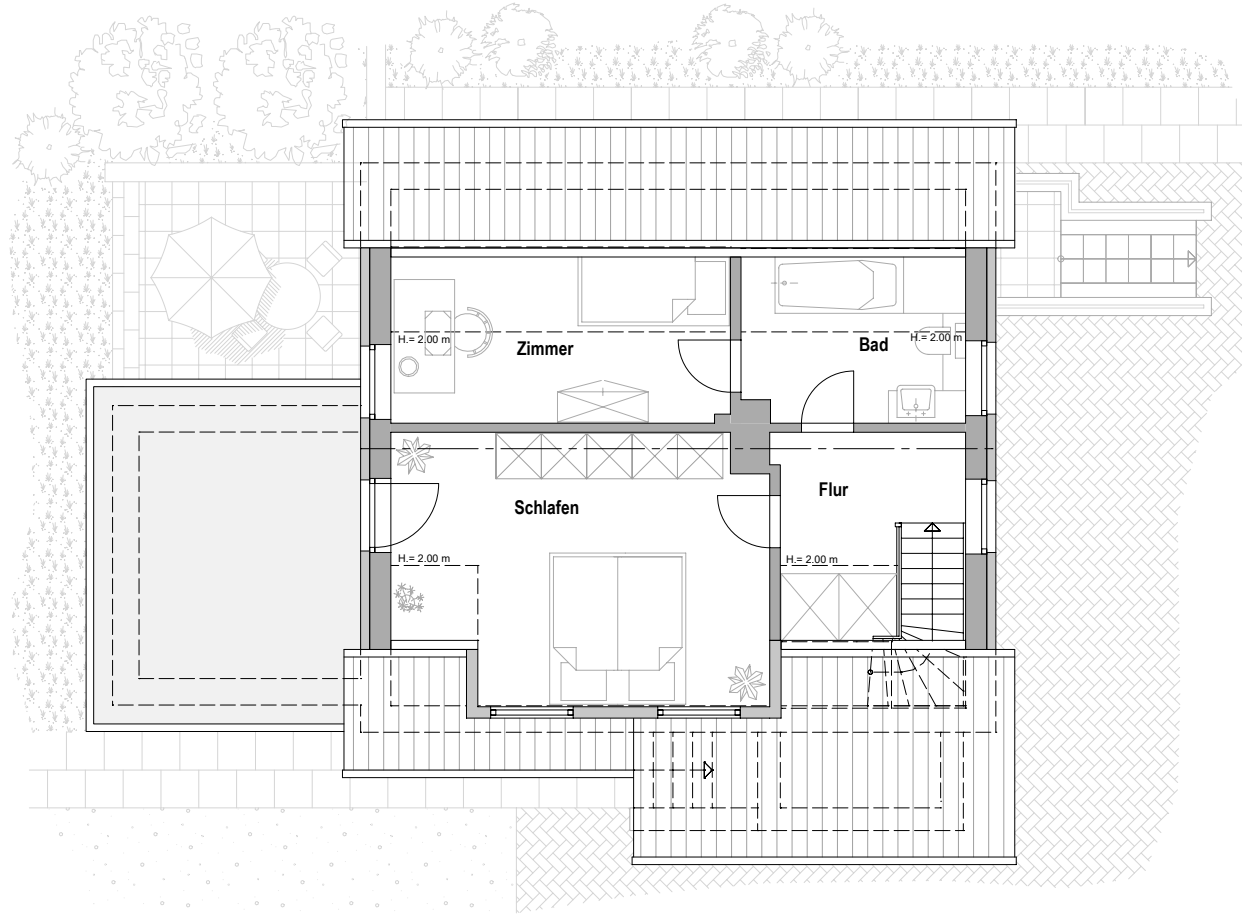 H.= 2.00 m
Zimmer
Bad
H.= 2.00 m
Schlafen
Flur
H.= 2.00 m
H.= 2.00 m